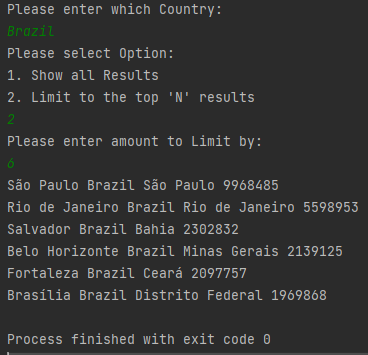 Please enter which Country:
Brazil
Please select Option:
1. Show all Results
2. Limit to the top 'N' results
2
Please enter amount to Limit by:
6
São Paulo Brazil São Paulo 9968485
Rio de Janeiro Brazil Rio de Janeiro 5598953
Salvador Brazil Bahia 2302832
Belo Horizonte Brazil Minas Gerais 2139125
Fortaleza Brazil Ceará 2097757
Brasília Brazil Distrito Federal 1969868
Process finished with exit code 0